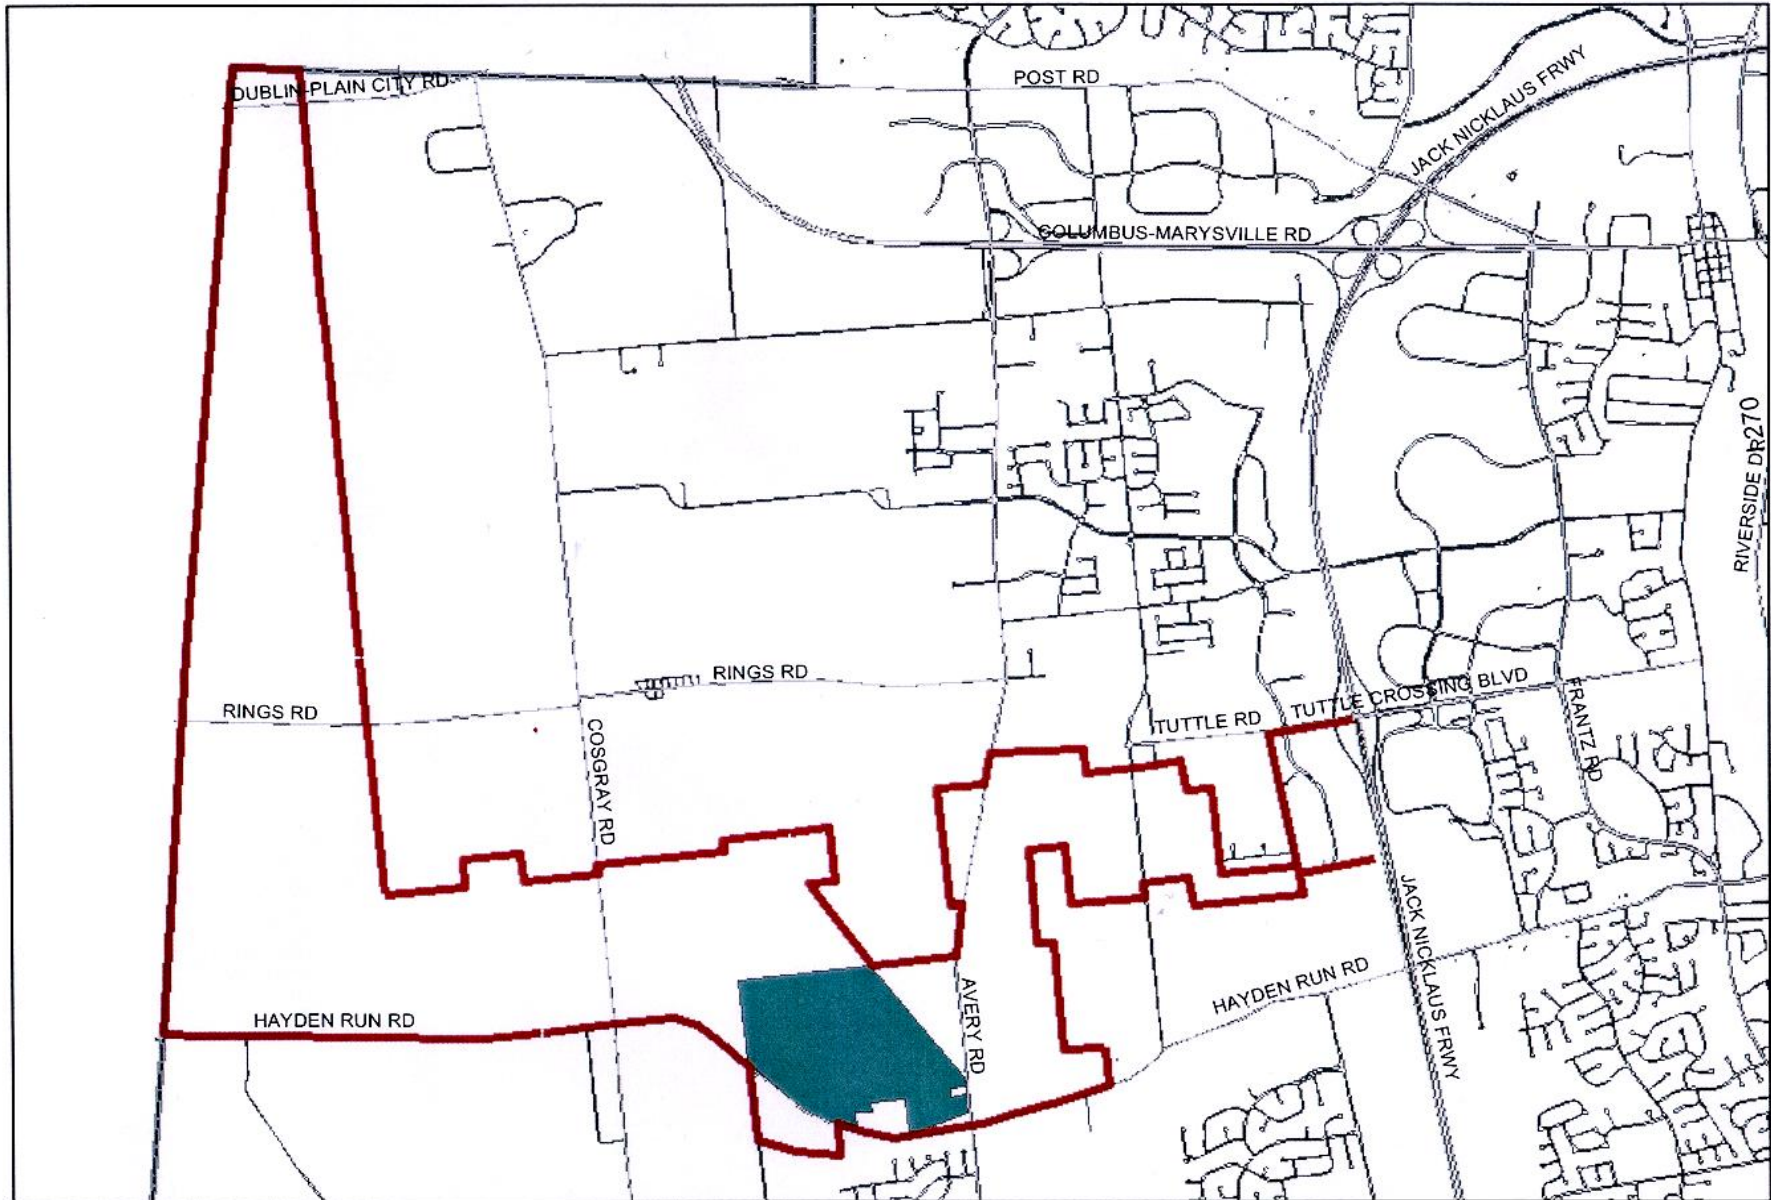 POST RD
DUBLIN-PLAIN CITY RD
JACK NICKLAUS FRWY
COLUMBUS-MARYSVILLE RD
RIVERSIDE DR
270
RINGS RD
RINGS RD
TUTTLE CROSSING BLVD
TUTTLE RD
FRANTZ RD
COSGRAY RD
JACK NICKLAUS FRWY
HAYDEN RUN RD
HAYDEN RUN RD
AVERY RD